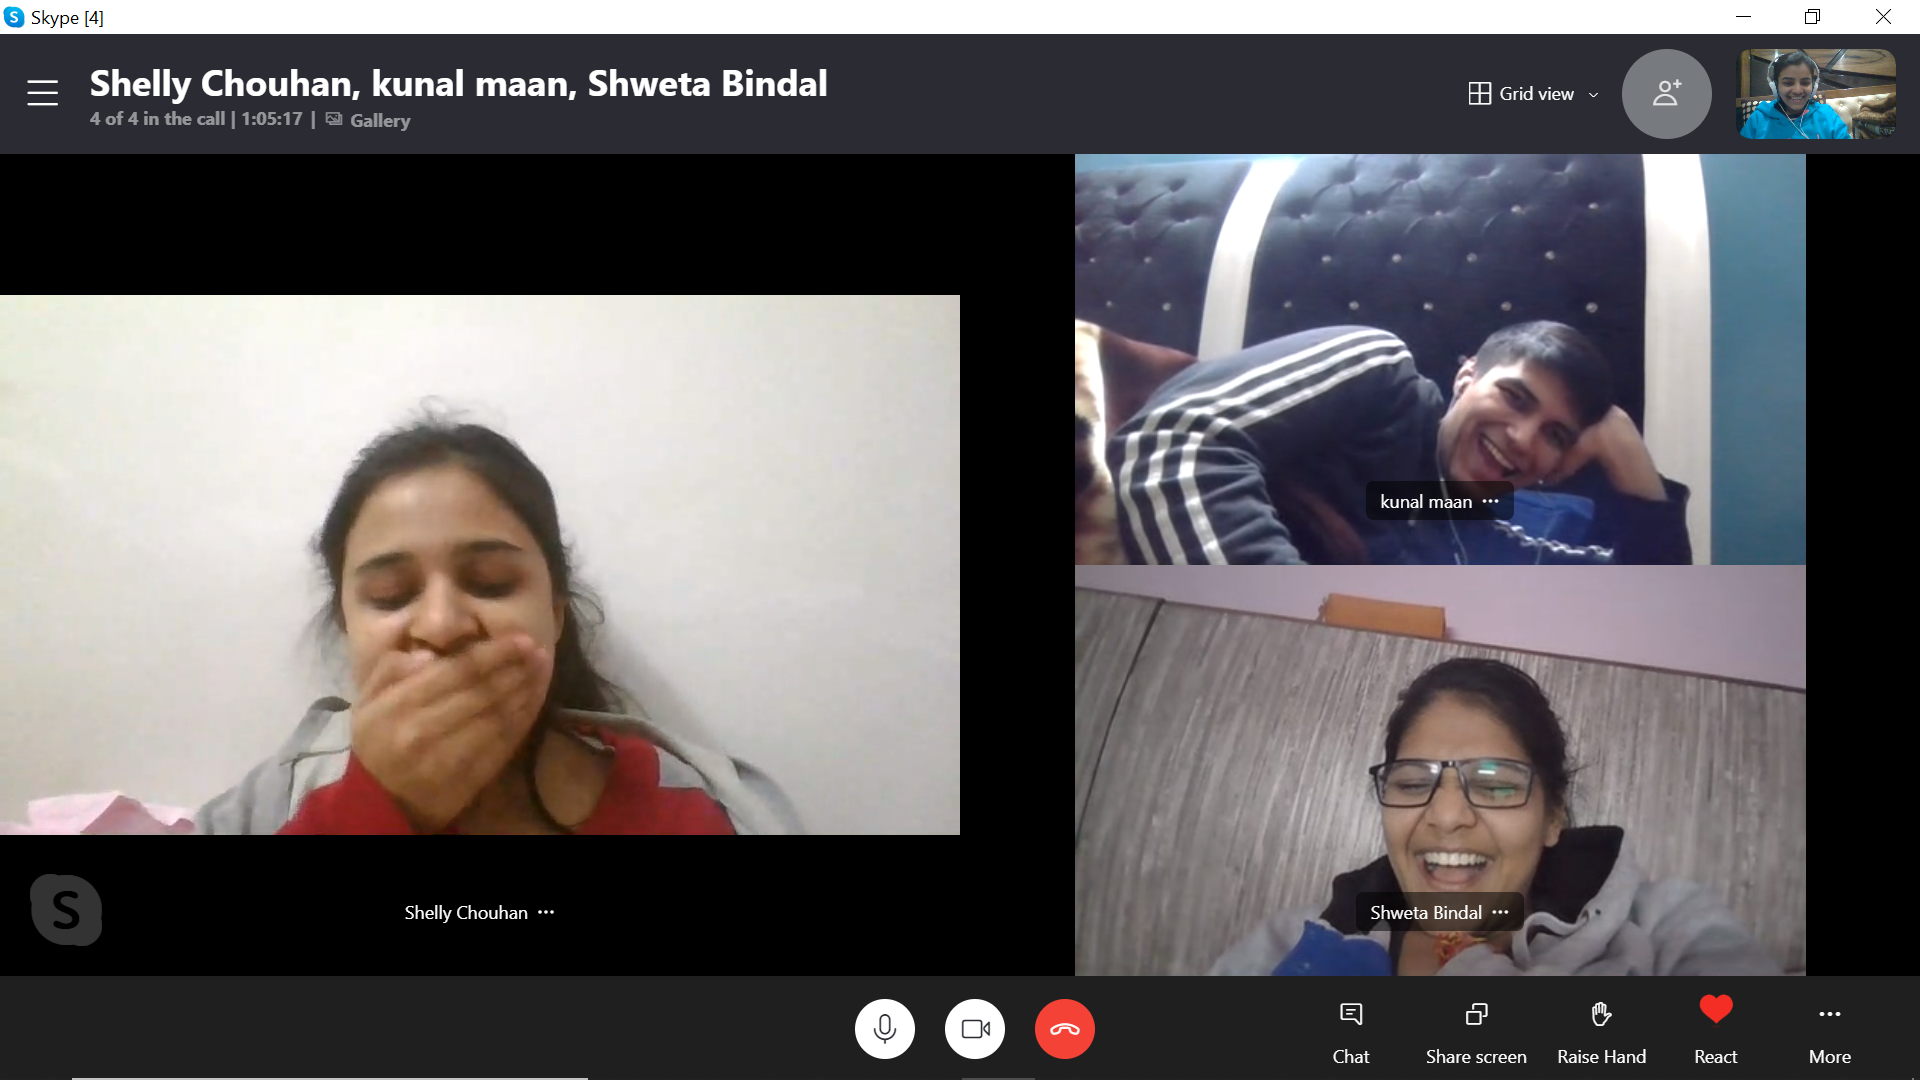 Skype [4]
Shelly Chouhan, kunal maan, Shweta Bindal
4 of 4 in the call | 1:05:17 | Gallery
Grid view
kunal maan
Shelly Chouhan
Shweta Bindal
Chat
Share screen
Raise Hand
React
More